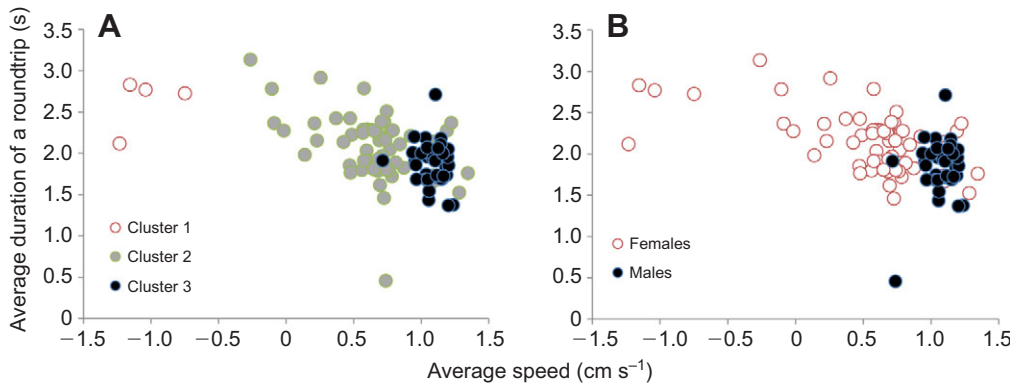 A
B
Average duration of a roundtrip (s)
3.5
3.0
2.5
2.0
1.5
1.0
0.5
0
Cluster 1
Cluster 2
Cluster 3
−1.5 −1.0 −0.5 0 0.5 1.0 1.5
3.5
3.0
2.5
2.0
1.5
1.0
0.5
0
Females
Males
−1.5 −1.0 −0.5 0 0.5 1.0 1.5
Average speed (cm s⁻¹)